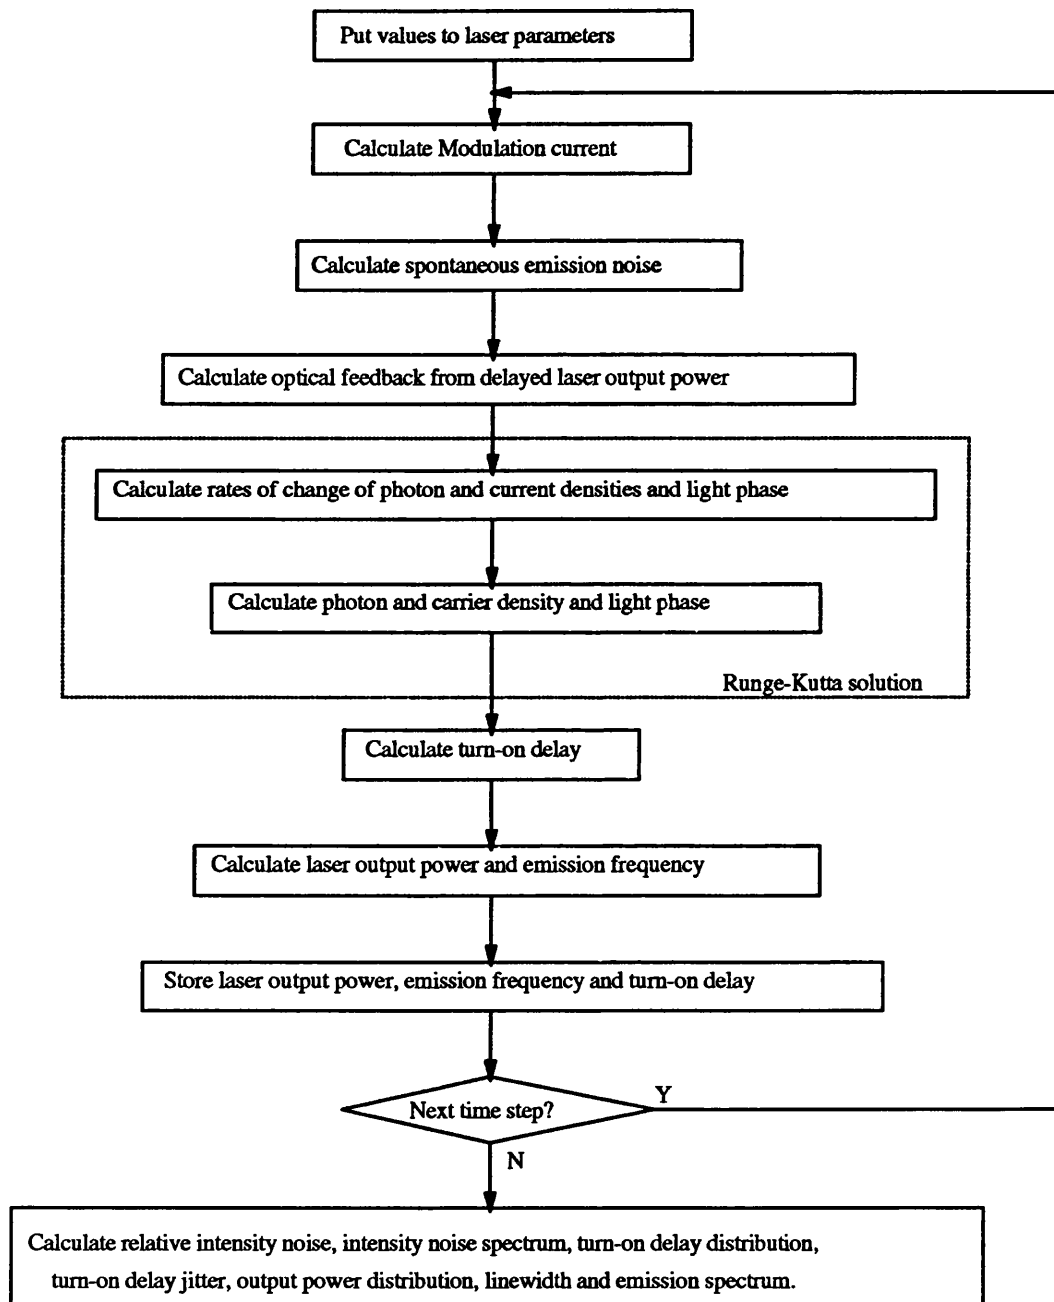 Put values to laser parameters
Calculate Modulation current
Calculate spontaneous emission noise
Calculate optical feedback from delayed laser output power
Calculate rates of change of photon and current densities and light phase
Calculate photon and carrier density and light phase
Runge-Kutta solution
Calculate turn-on delay
Calculate laser output power and emission frequency
Store laser output power, emission frequency and turn-on delay
Next time step?
Y
N
Calculate relative intensity noise, intensity noise spectrum, turn-on delay distribution,
turn-on delay jitter, output power distribution, linewidth and emission spectrum.